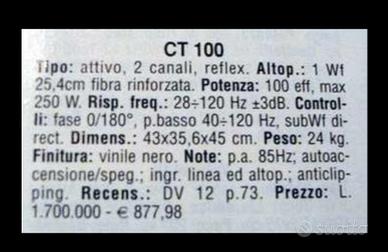 CT 100
Tipo: attivo, 2 canali, reflex. Altop.: 1 Wf
25,4cm fibra rinforzata. Potenza: 100 eff, max
250 W. Risp. freq.: 28÷120 Hz ±3dB. Control-
li: fase 0/180°, p.basso 40÷120 Hz, subWf di-
rect. Dimens.: 43x35,6x45 cm. Peso: 24 kg.
Finitura: vinile nero. Note: p.a. 85Hz; autoac-
censione/speg.; ingr. linea ed altop.; anticlip-
ping. Recens.: DV 12 p.73. Prezzo: L.
1.700.000 - € 877,98
subito